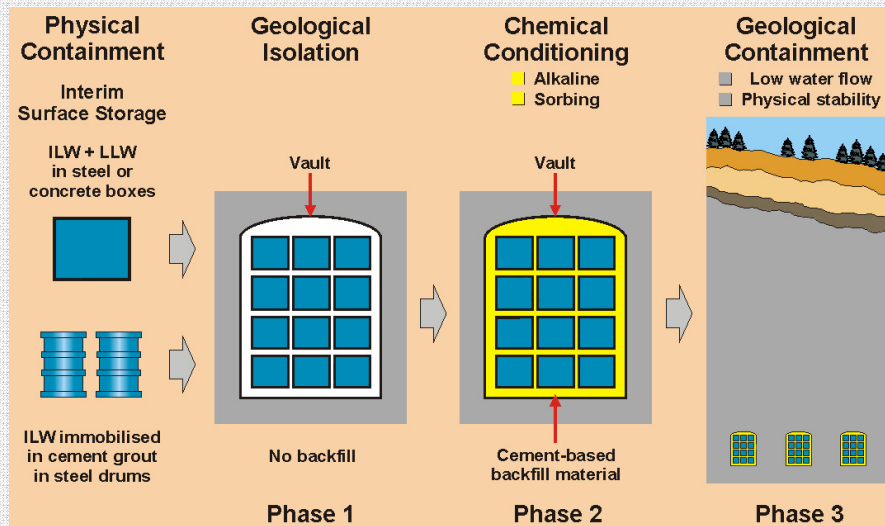 Physical
Containment
Interim
Surface Storage
ILW + LLW
in steel or
concrete boxes
ILW immobilised
in cement grout
in steel drums
Geological
Isolation
Vault
No backfill
Phase 1
Chemical
Conditioning
Alkaline
Sorbing
Vault
Cement-based
backfill material
Phase 2
Geological
Containment
Low water flow
Physical stability
Phase 3